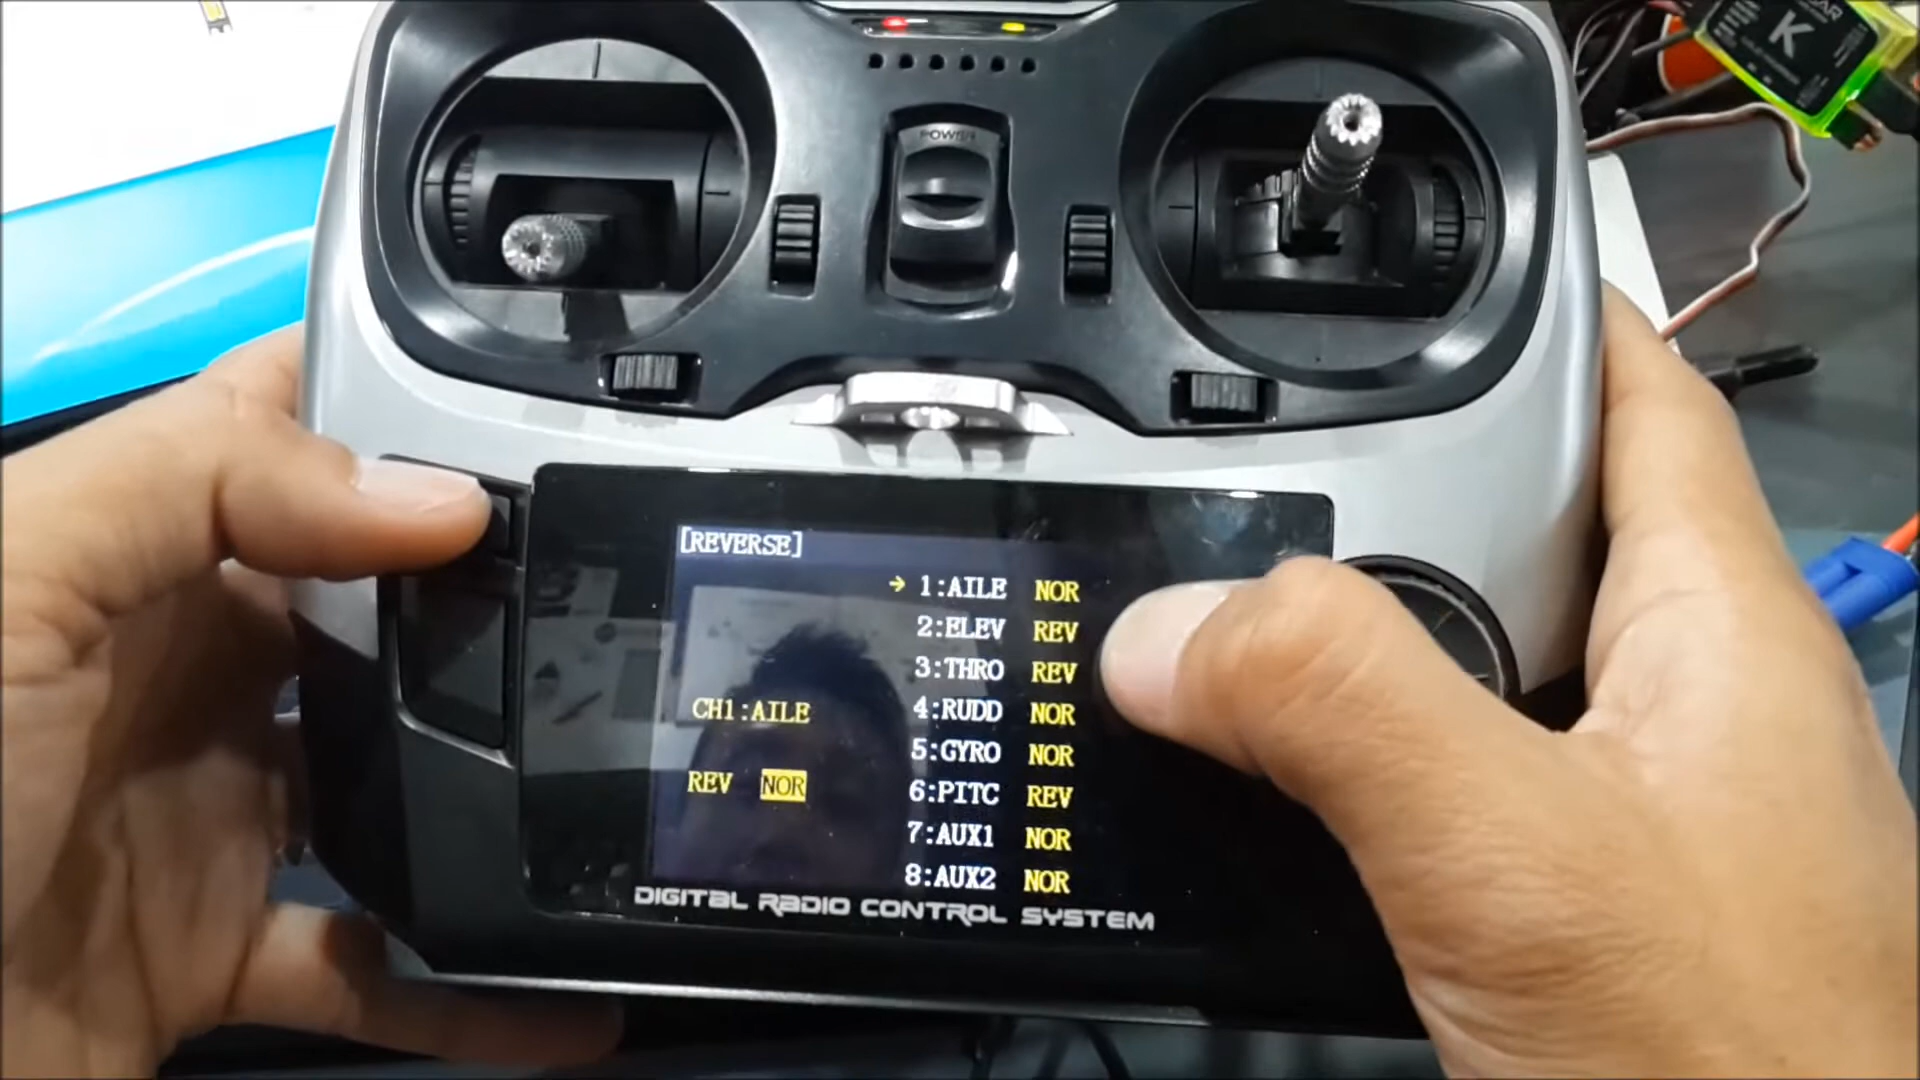 POWER
K
[REVERSE]
→ 1:AILE NOR
2:ELEV REV
3:THRO REV
CH1:AILE
4:RUDD NOR
5:GYRO NOR
REV NOR
6:PITC REV
7:AUX1 NOR
8:AUX2 NOR
DIGITAL RADIO CONTROL SYSTEM